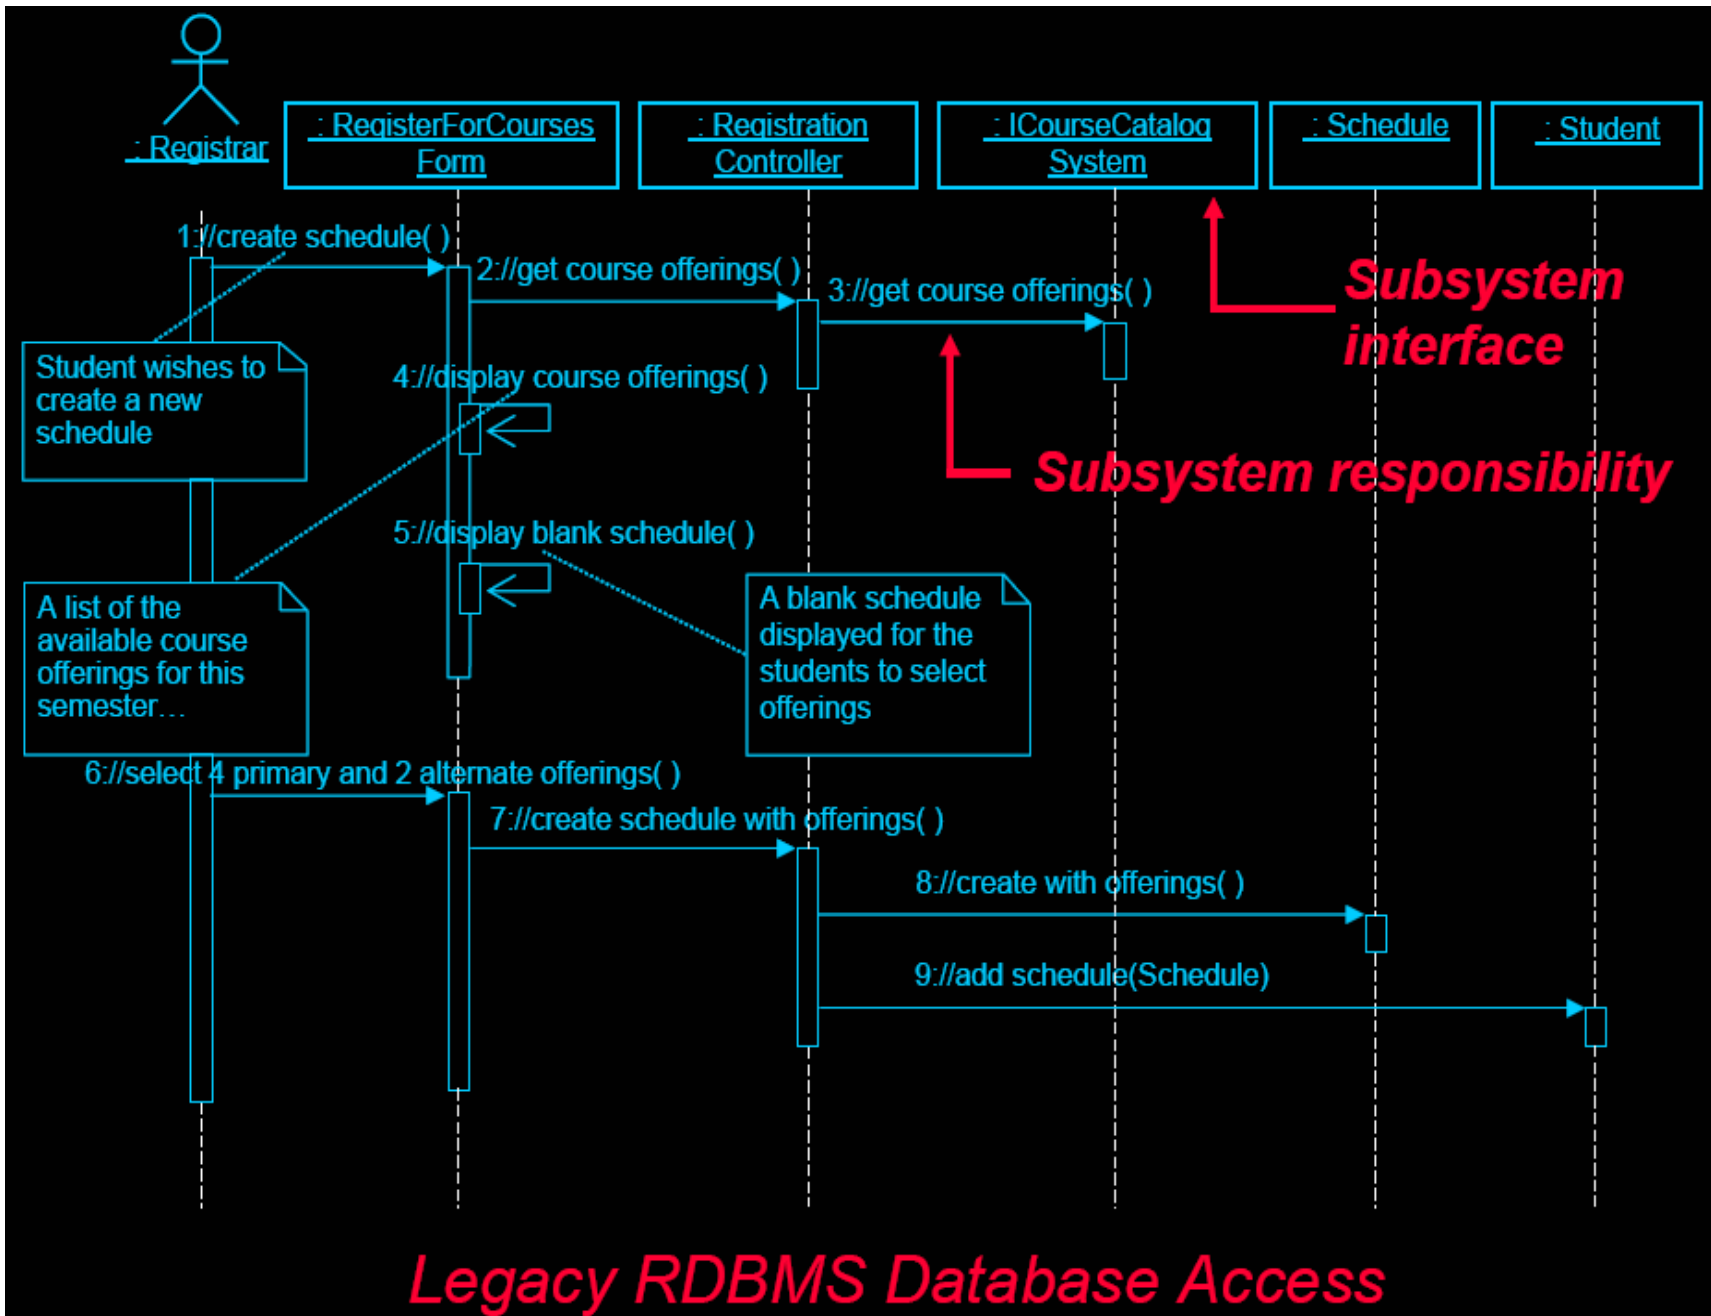 : Registrar
: RegisterForCourses
Form
: Registration
Controller
: ICourseCatalog
System
: Schedule
: Student
1://create schedule( )
2://get course offerings( )
3://get course offerings( )
Subsystem
interface
Student wishes to
create a new
schedule
4://display course offerings( )
Subsystem responsibility
5://display blank schedule( )
A list of the
available course
offerings for this
semester…
A blank schedule
displayed for the
students to select
offerings
6://select 4 primary and 2 alternate offerings( )
7://create schedule with offerings( )
8://create with offerings( )
9://add schedule(Schedule)
Legacy RDBMS Database Access